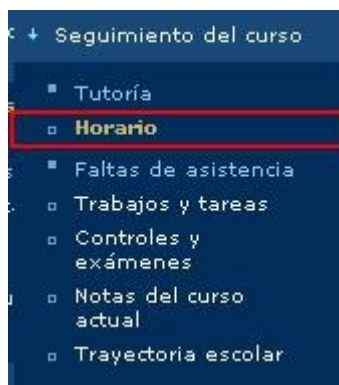 Seguimiento del curso
Tutoría
Horario
Faltas de asistencia
Trabajos y tareas
Controles y
exámenes
Notas del curso
actual
Trayectoria escolar